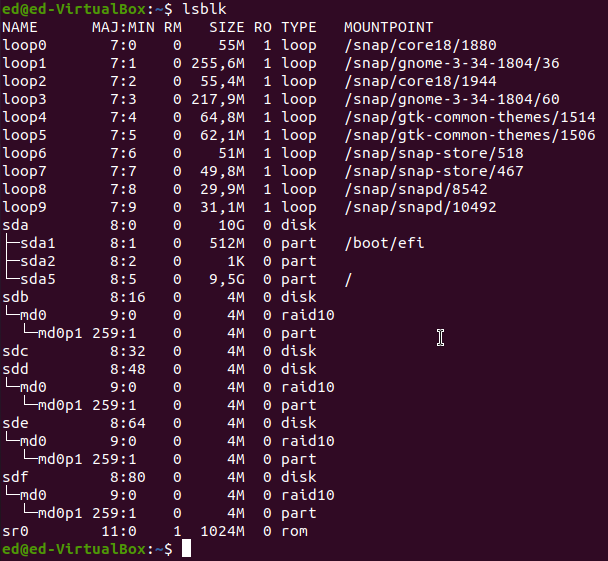 ed@ed-VirtualBox:~$ lsblk
NAME      MAJ:MIN RM   SIZE RO TYPE   MOUNTPOINT
loop0       7:0    0    55M  1 loop   /snap/core18/1880
loop1       7:1    0 255,6M  1 loop   /snap/gnome-3-34-1804/36
loop2       7:2    0  55,4M  1 loop   /snap/core18/1944
loop3       7:3    0 217,9M  1 loop   /snap/gnome-3-34-1804/60
loop4       7:4    0  64,8M  1 loop   /snap/gtk-common-themes/1514
loop5       7:5    0  62,1M  1 loop   /snap/gtk-common-themes/1506
loop6       7:6    0    51M  1 loop   /snap/snap-store/518
loop7       7:7    0  49,8M  1 loop   /snap/snap-store/467
loop8       7:8    0  29,9M  1 loop   /snap/snapd/8542
loop9       7:9    0  31,1M  1 loop   /snap/snapd/10492
sda         8:0    0    10G  0 disk
├─sda1      8:1    0   512M  0 part   /boot/efi
├─sda2      8:2    0     1K  0 part
└─sda5      8:5    0   9,5G  0 part   /
sdb         8:16   0     4M  0 disk
└─md0       9:0    0     4M  0 raid10
  └─md0p1 259:1    0     4M  0 part
sdc         8:32   0     4M  0 disk
sdd         8:48   0     4M  0 disk
└─md0       9:0    0     4M  0 raid10
  └─md0p1 259:1    0     4M  0 part
sde         8:64   0     4M  0 disk
└─md0       9:0    0     4M  0 raid10
  └─md0p1 259:1    0     4M  0 part
sdf         8:80   0     4M  0 disk
└─md0       9:0    0     4M  0 raid10
  └─md0p1 259:1    0     4M  0 part
sr0        11:0    1  1024M  0 rom
ed@ed-VirtualBox:~$